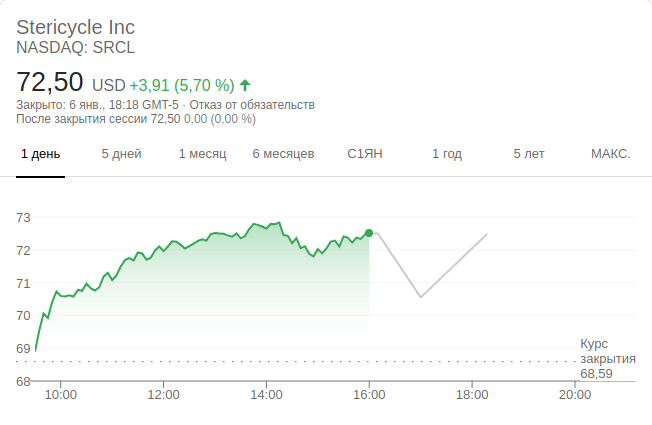 Stericycle Inc
NASDAQ: SRCL
72,50 USD +3,91 (5,70 %)
Закрыто: 6 янв., 18:18 GMT-5 · Отказ от обязательств
После закрытия сессии 72,50 0,00 (0,00 %)
1 день 5 дней 1 месяц 6 месяцев С1ЯН 1 год 5 лет МАКС.
73
72
71
70
69
68
Курс
закрытия
68,59
10:00 12:00 14:00 16:00 18:00 20:00